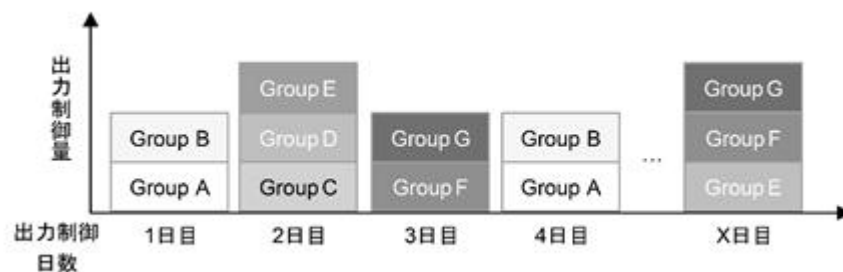 出力制御量
Group E
Group G
Group B
Group D
Group G
Group B
Group F
Group A
Group C
Group F
Group A
...
Group E
出力制御
日数
1日目
2日目
3日目
4日目
X日目